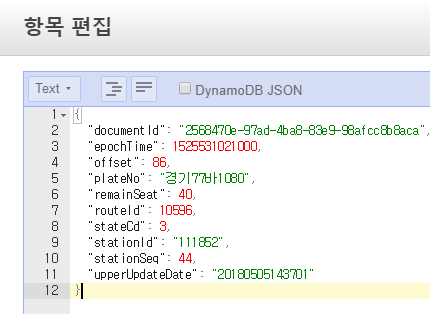 항목 편집
Text
DynamoDB JSON
1 {
2 "documentId": "2568470e-97ad-4ba8-83e9-98afcc8b8aca",
3 "epochTime": 1525531021000,
4 "offset": 86,
5 "plateNo": "경기77바1080",
6 "remainSeat": 40,
7 "routeId": 10596,
8 "stateCd": 3,
9 "stationId": "111852",
10 "stationSeq": 44,
11 "upperUpdateDate": "20180505143701"
12 }